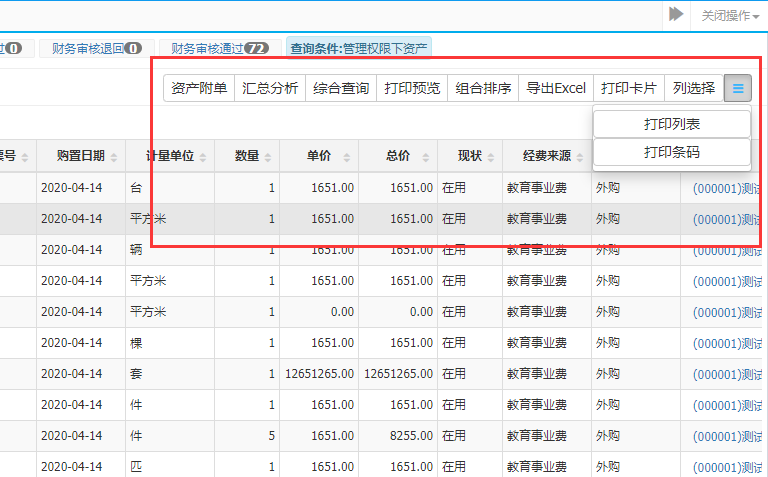 关闭操作
过0 财务审核退回0 财务审核通过72 查询条件:管理权限下资产
资产附单 汇总分析 综合查询 打印预览 组合排序 导出Excel 打印卡片 列选择
打印列表
打印条码
票号 购置日期 计量单位 数量 单价 总价 现状 经费来源
2020-04-14 台 1 1651.00 1651.00 在用 教育事业费 外购 (000001)测试
2020-04-14 平方米 1 1651.00 1651.00 在用 教育事业费 外购 (000001)测试
2020-04-14 辆 1 1651.00 1651.00 在用 教育事业费 外购 (000001)测试
2020-04-14 平方米 1 1651.00 1651.00 在用 教育事业费 外购 (000001)测试
2020-04-14 平方米 1 0.00 0.00 在用 教育事业费 外购 (000001)测试
2020-04-14 棵 1 1651.00 1651.00 在用 教育事业费 外购 (000001)测试
2020-04-14 套 1 12651265.00 12651265.00 在用 教育事业费 外购 (000001)测试
2020-04-14 件 1 1651.00 1651.00 在用 教育事业费 外购 (000001)测试
2020-04-14 件 5 1651.00 8255.00 在用 教育事业费 外购 (000001)测试
2020-04-14 匹 1 1651.00 1651.00 在用 教育事业费 外购 (000001)测试